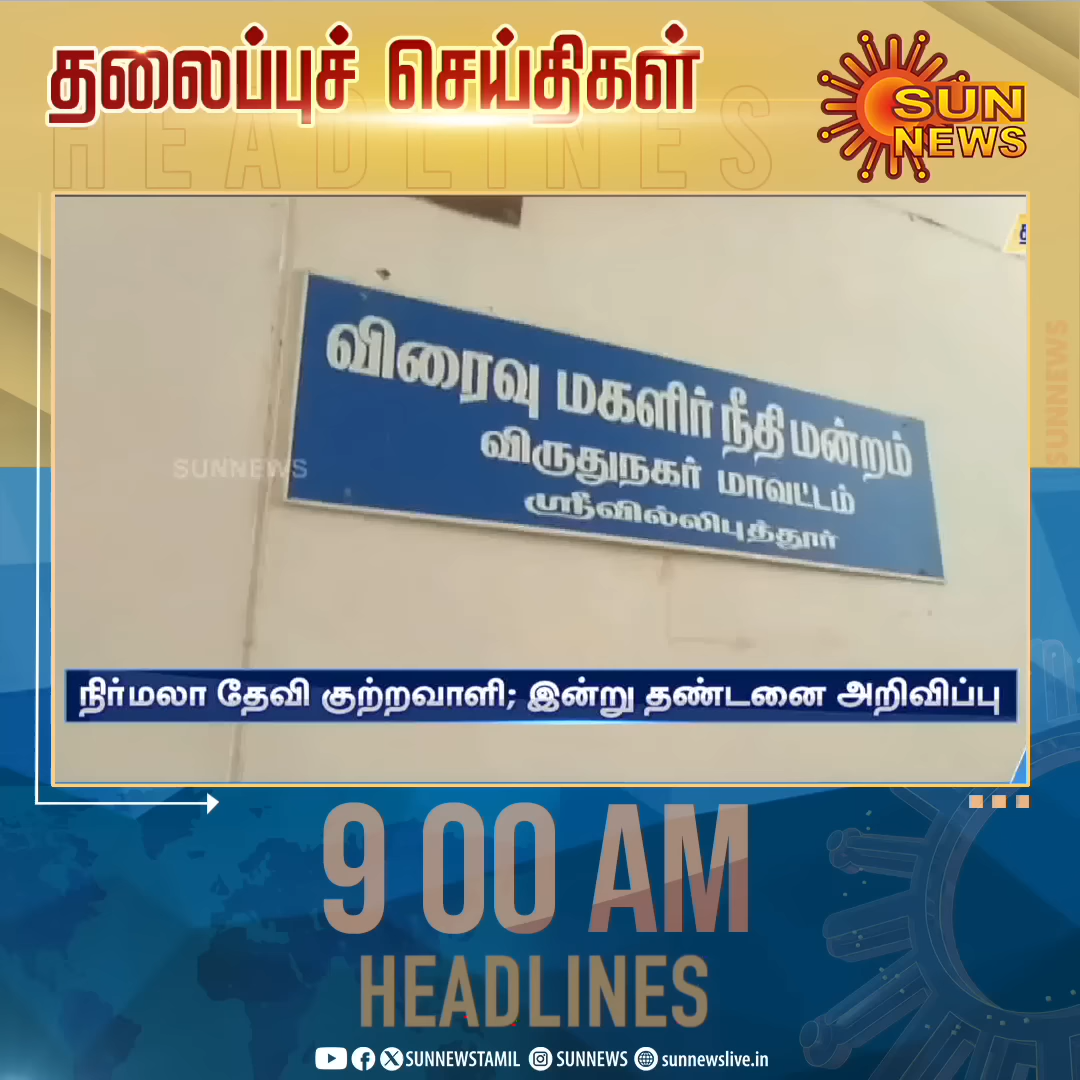 தலைப்புச் செய்திகள்
HEADLINES
SUN
NEWS
SUNNEWS
விரைவு மகளிர் நீதி மன்றம்
விருதுநகர் மாவட்டம்
ஸ்ரீவில்லிபுத்தூர்
SUNNEWS
நிர்மலா தேவி குற்றவாளி; இன்று தண்டனை அறிவிப்பு
9 00 AM
HEADLINES
SUNNEWSTAMIL SUNNEWS sunnewslive.in